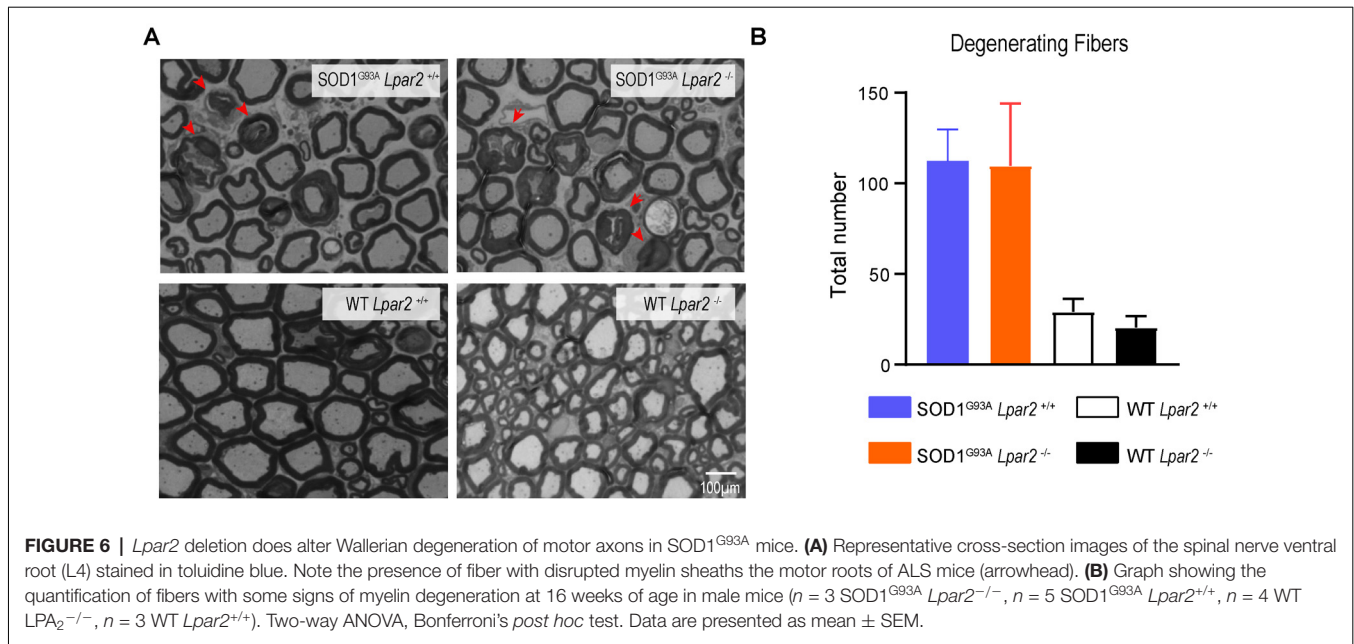 A
B
SOD1ᴳ⁹³ᴬ Lpar2 ⁺/⁺
SOD1ᴳ⁹³ᴬ Lpar2 ⁻/⁻
WT Lpar2 ⁺/⁺
WT Lpar2 ⁻/⁻
100µm
Degenerating Fibers
Total number
150
100
50
0
SOD1ᴳ⁹³ᴬ Lpar2 ⁺/⁺
WT Lpar2 ⁺/⁺
SOD1ᴳ⁹³ᴬ Lpar2 ⁻/⁻
WT Lpar2 ⁻/⁻
FIGURE 6 | Lpar2 deletion does alter Wallerian degeneration of motor axons in SOD1ᴳ⁹³ᴬ mice. (A) Representative cross-section images of the spinal nerve ventral
root (L4) stained in toluidine blue. Note the presence of fiber with disrupted myelin sheaths the motor roots of ALS mice (arrowhead). (B) Graph showing the
quantification of fibers with some signs of myelin degeneration at 16 weeks of age in male mice (n = 3 SOD1ᴳ⁹³ᴬ Lpar2⁻/⁻, n = 5 SOD1ᴳ⁹³ᴬ Lpar2⁺/⁺, n = 4 WT
LPA₂⁻/⁻, n = 3 WT Lpar2⁺/⁺). Two-way ANOVA, Bonferroni's post hoc test. Data are presented as mean ± SEM.